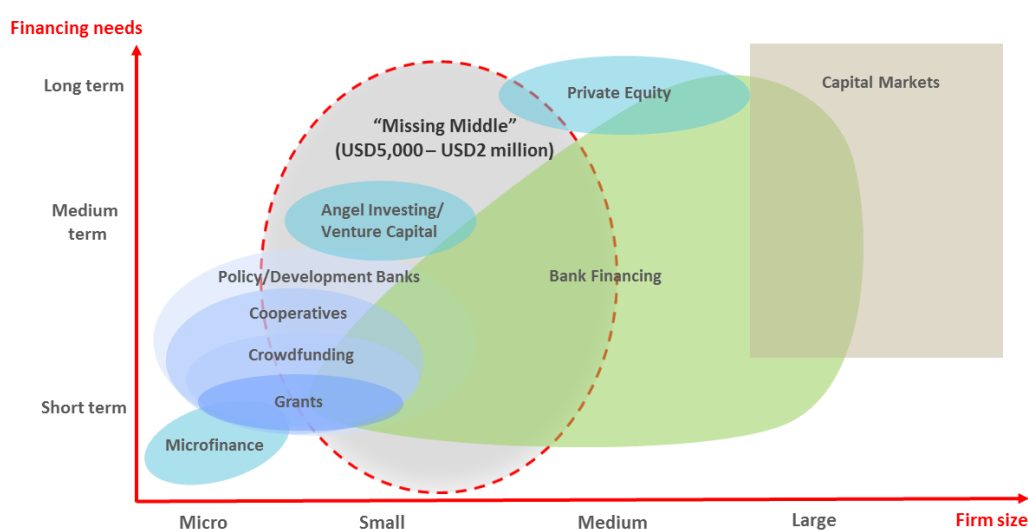 Financing needs
Long term
Private Equity
Capital Markets
“Missing Middle”
(USD5,000 – USD2 million)
Medium
term
Angel Investing/
Venture Capital
Policy/Development Banks
Bank Financing
Cooperatives
Crowdfunding
Short term
Grants
Microfinance
Micro
Small
Medium
Large
Firm size